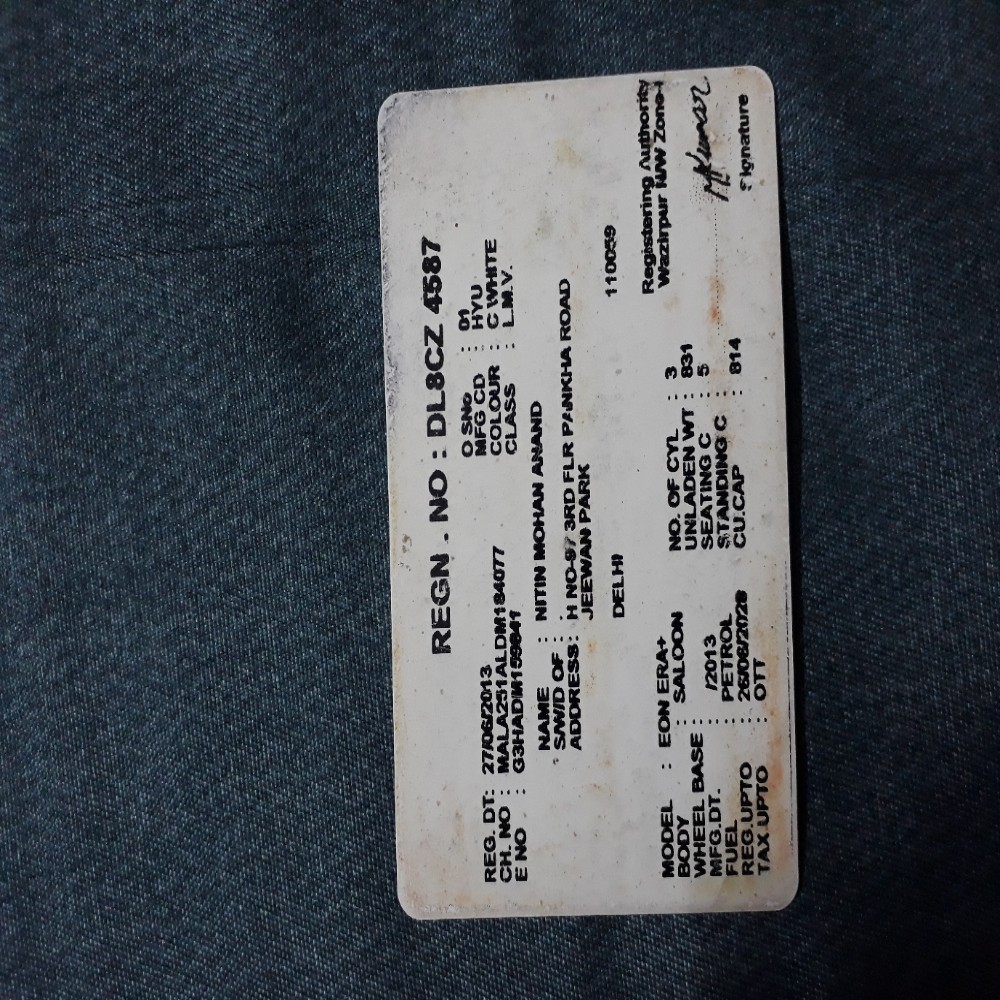 REGN . NO : DL8CZ 4587
REG. DT: 27/06/2013 O SNo : 01
CH. NO : MALA251ALDM184077 MFG CD : HYU
E NO : G3HADM159841 COLOUR : C WHITE
CLASS : L.M.V.
NAME : NITIN MOHAN ANAND
S/W/D OF : .
ADDRESS : H NO-97 3RD FLR PANKHA ROAD
JEEWAN PARK
DELHI 110059
MODEL : EON ERA+ NO. OF CYL : 3
BODY : SALOON UNLADEN WT : 831
WHEEL BASE : SEATING C : 5
MFG.DT. : /2013 STANDING C :
FUEL : PETROL CU.CAP : 814
REG.UPTO : 26/06/2028
TAX.UPTO : OTT
Registering Authority
Wazirpur N/W Zone-I
Signature